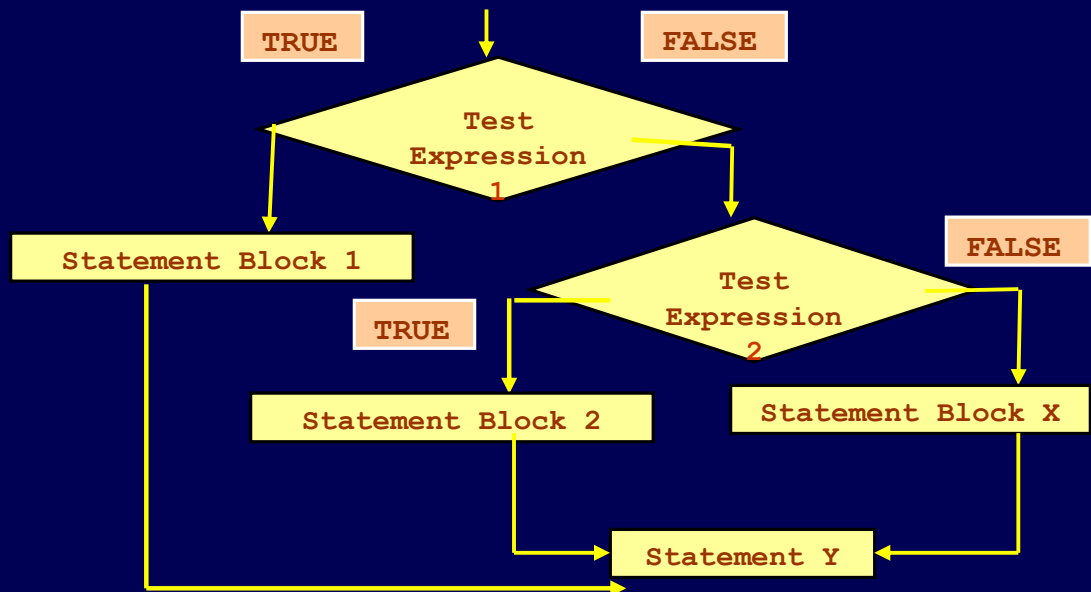 TRUE
FALSE
Test
Expression
1
Statement Block 1
FALSE
Test
Expression
2
TRUE
Statement Block 2
Statement Block X
Statement Y